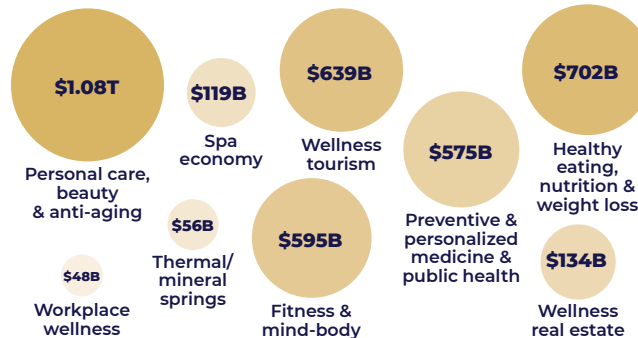 $1.08T
Personal care,
beauty
& anti-aging
$119B
Spa
economy
$639B
Wellness
tourism
$702B
Healthy
eating,
nutrition &
weight loss
$575B
Preventive &
personalized
medicine &
public health
$48B
Workplace
wellness
$56B
Thermal/
mineral
springs
$595B
Fitness &
mind-body
$134B
Wellness
real estate